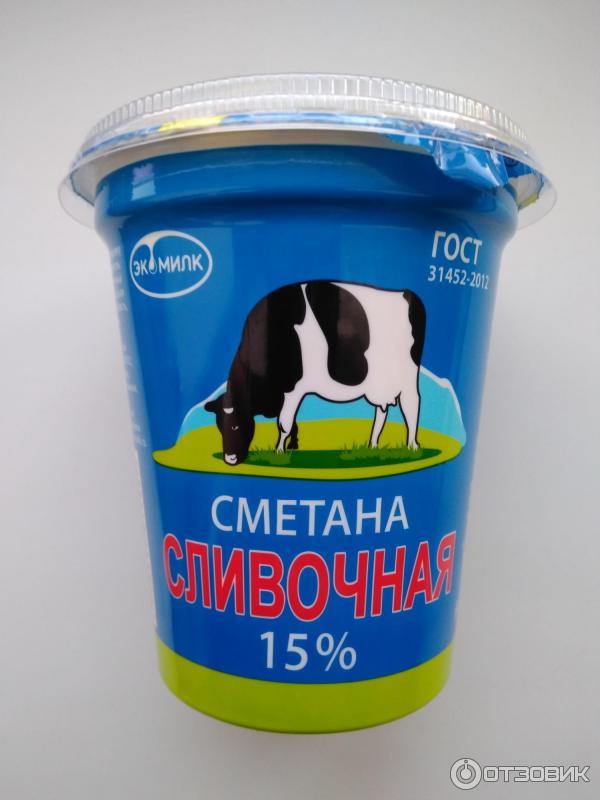 ЭКОМИЛК
ГОСТ
31452-2012
СМЕТАНА
СЛИВОЧНАЯ
15%
ОТЗОВИК